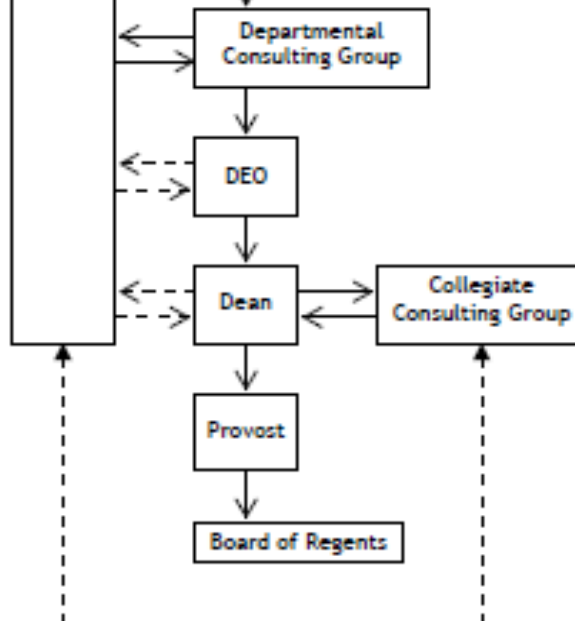 Departmental
Consulting Group
DEO
Dean
Collegiate
Consulting Group
Provost
Board of Regents